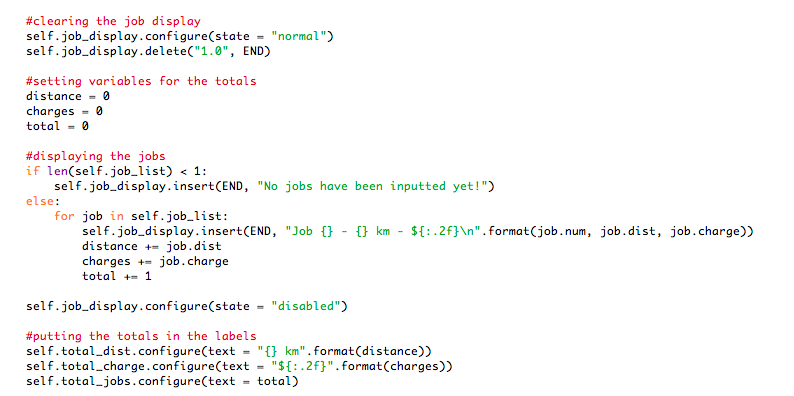 #clearing the job display
self.job_display.configure(state = "normal")
self.job_display.delete("1.0", END)

#setting variables for the totals
distance = 0
charges = 0
total = 0

#displaying the jobs
if len(self.job_list) < 1:
    self.job_display.insert(END, "No jobs have been inputted yet!")
else:
    for job in self.job_list:
        self.job_display.insert(END, "Job {} - {} km - ${:.2f}\n".format(job.num, job.dist, job.charge))
        distance += job.dist
        charges += job.charge
        total += 1

self.job_display.configure(state = "disabled")

#putting the totals in the labels
self.total_dist.configure(text = "{} km".format(distance))
self.total_charge.configure(text = "${:.2f}".format(charges))
self.total_jobs.configure(text = total)